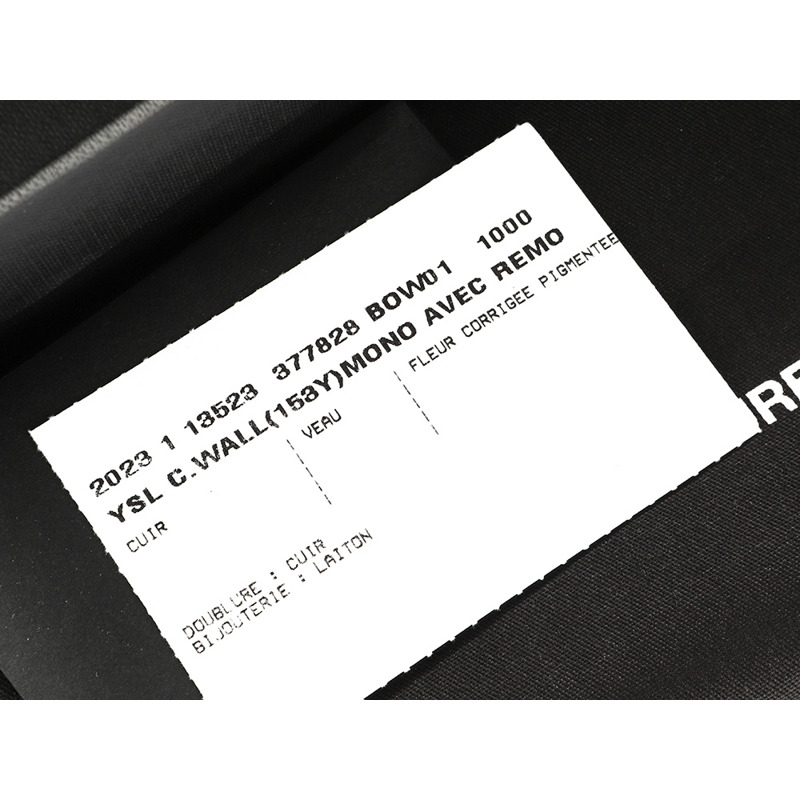 2023 1 13523 377828 BOW01 1000
YSL C.WALL(153Y)MONO AVEC REMO
CUIR VEAU FLEUR CORRIGEE PIGMENTEE
DOUBLURE : CUIR
BIJOUTERIE : LAITON